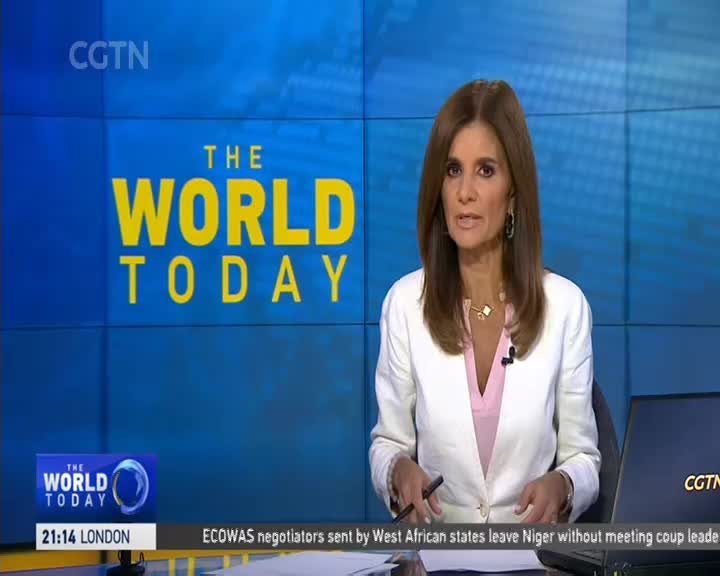 CGTN
THE
WORLD
TODAY
CGTN
THE
WORLD
TODAY
21:14 LONDON
ECOWAS negotiators sent by West African states leave Niger without meeting coup leade